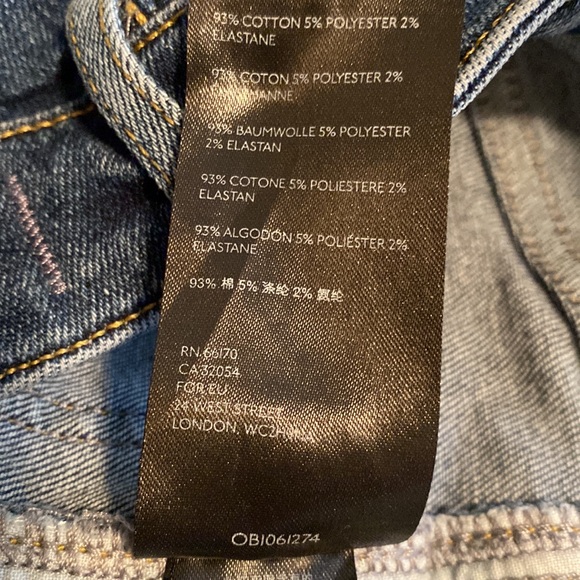 93% COTTON 5% POLYESTER 2%
ELASTANE
93% COTON 5% POLYESTER 2%
93% BAUMWOLLE 5% POLYESTER
2% ELASTAN
93% COTONE 5% POLIESTERE 2%
ELASTAN
93% ALGODÓN 5% POLIÉSTER 2%
ELASTANE
93% 棉 5% 涤纶 2% 氨纶
RN 66170
CA 32054
FOR EU
24 WEST STREET
LONDON,
OB1061274